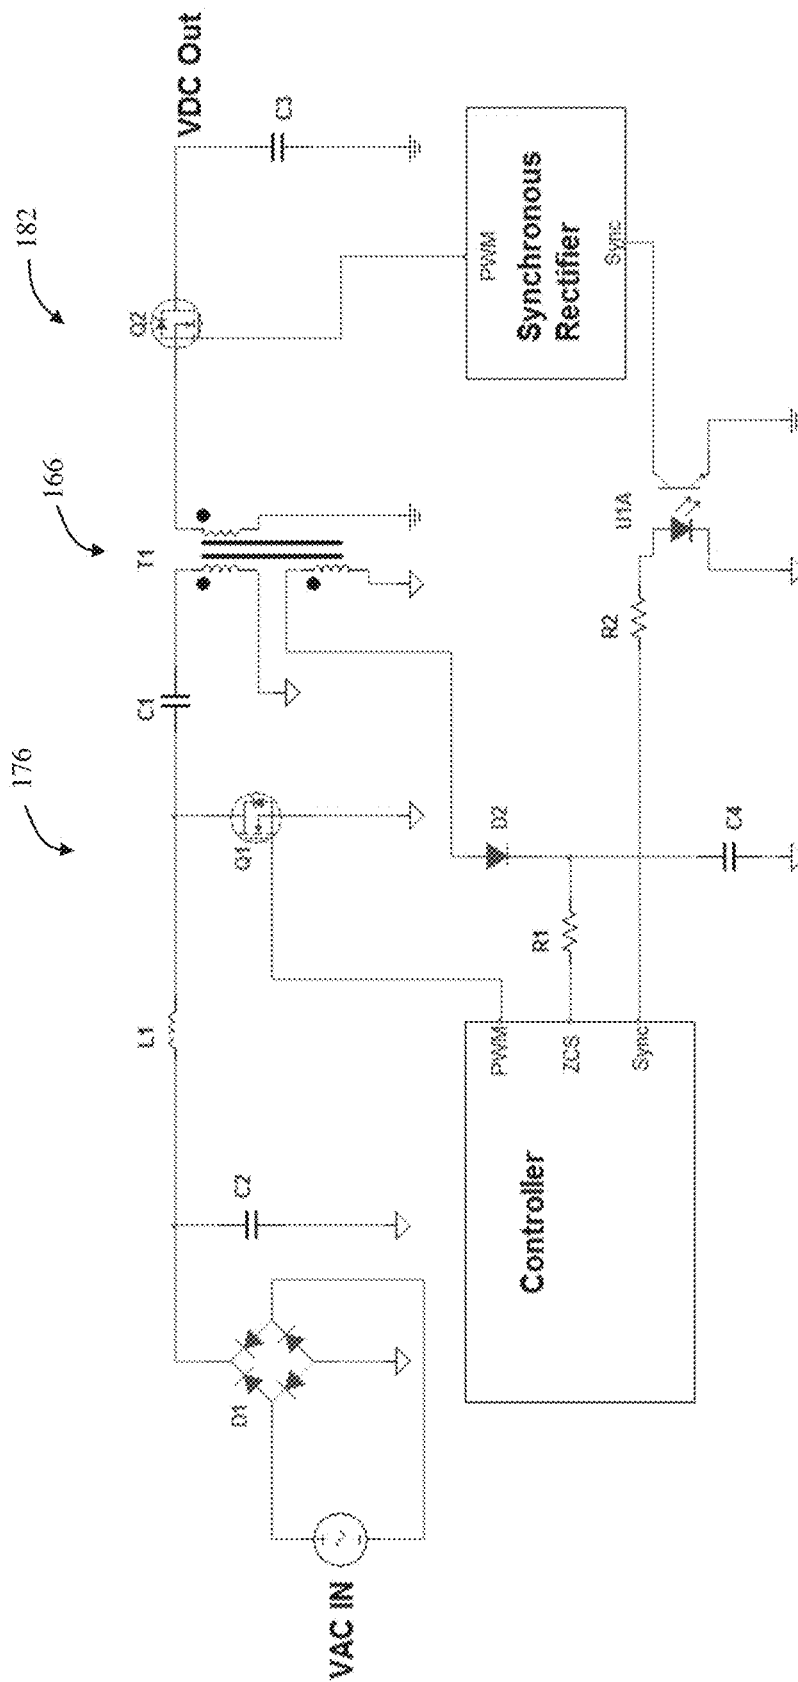 176
166
182
VDC Out
L1
C1
T1
Q2
C3
D1
C2
Q1
VAC IN
PWM
ZCS
Sync
Controller
R1
D2
C4
R2
U1A
PWM
Synchronous
Rectifier
Sync